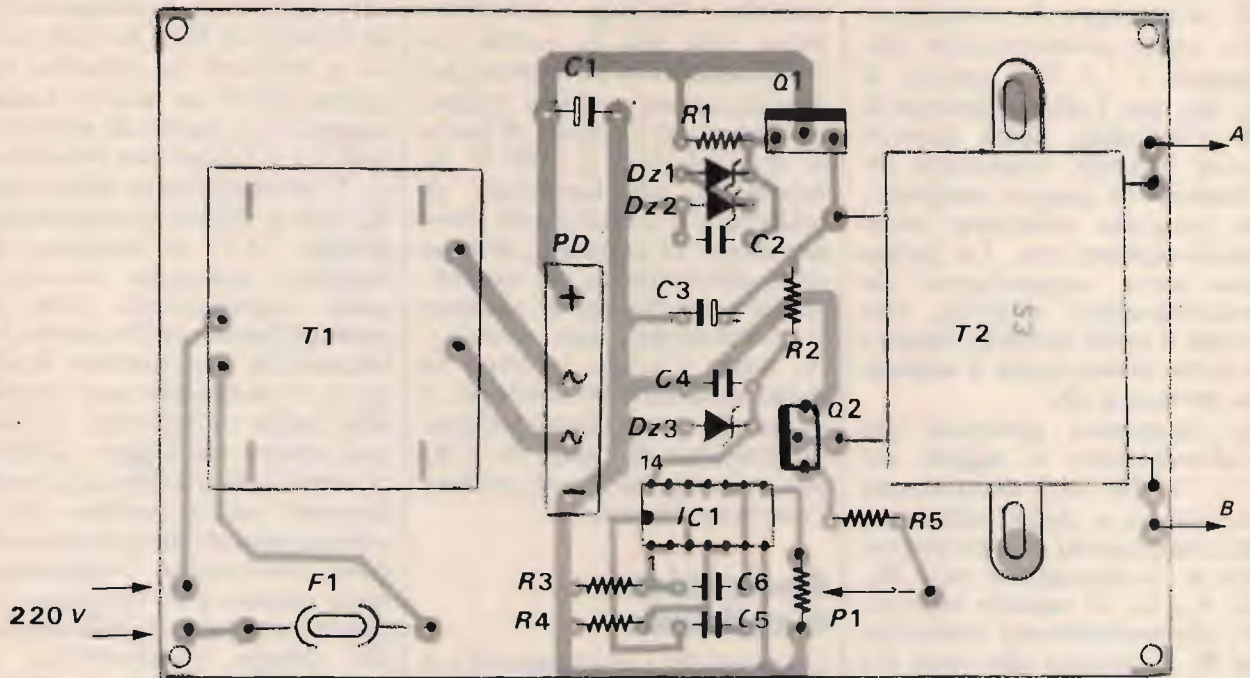 C1
Q1
A
R1
Dz1
Dz2
PD
C2
+
C3
T1
S3
T2
R2
~
C4
Q2
Dz3
~
14
B
−
IC1
R5
1
R3
C6
F1
220 V
R4
C5
P1